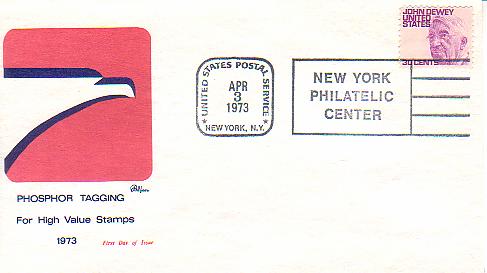 JOHN DEWEY
UNITED
STATES
30 CENTS
UNITED STATES POSTAL SERVICE
APR
3
1973
NEW YORK, N.Y.
NEW YORK
PHILATELIC
CENTER
PHOSPHOR TAGGING
For High Value Stamps
1973
First Day of Issue